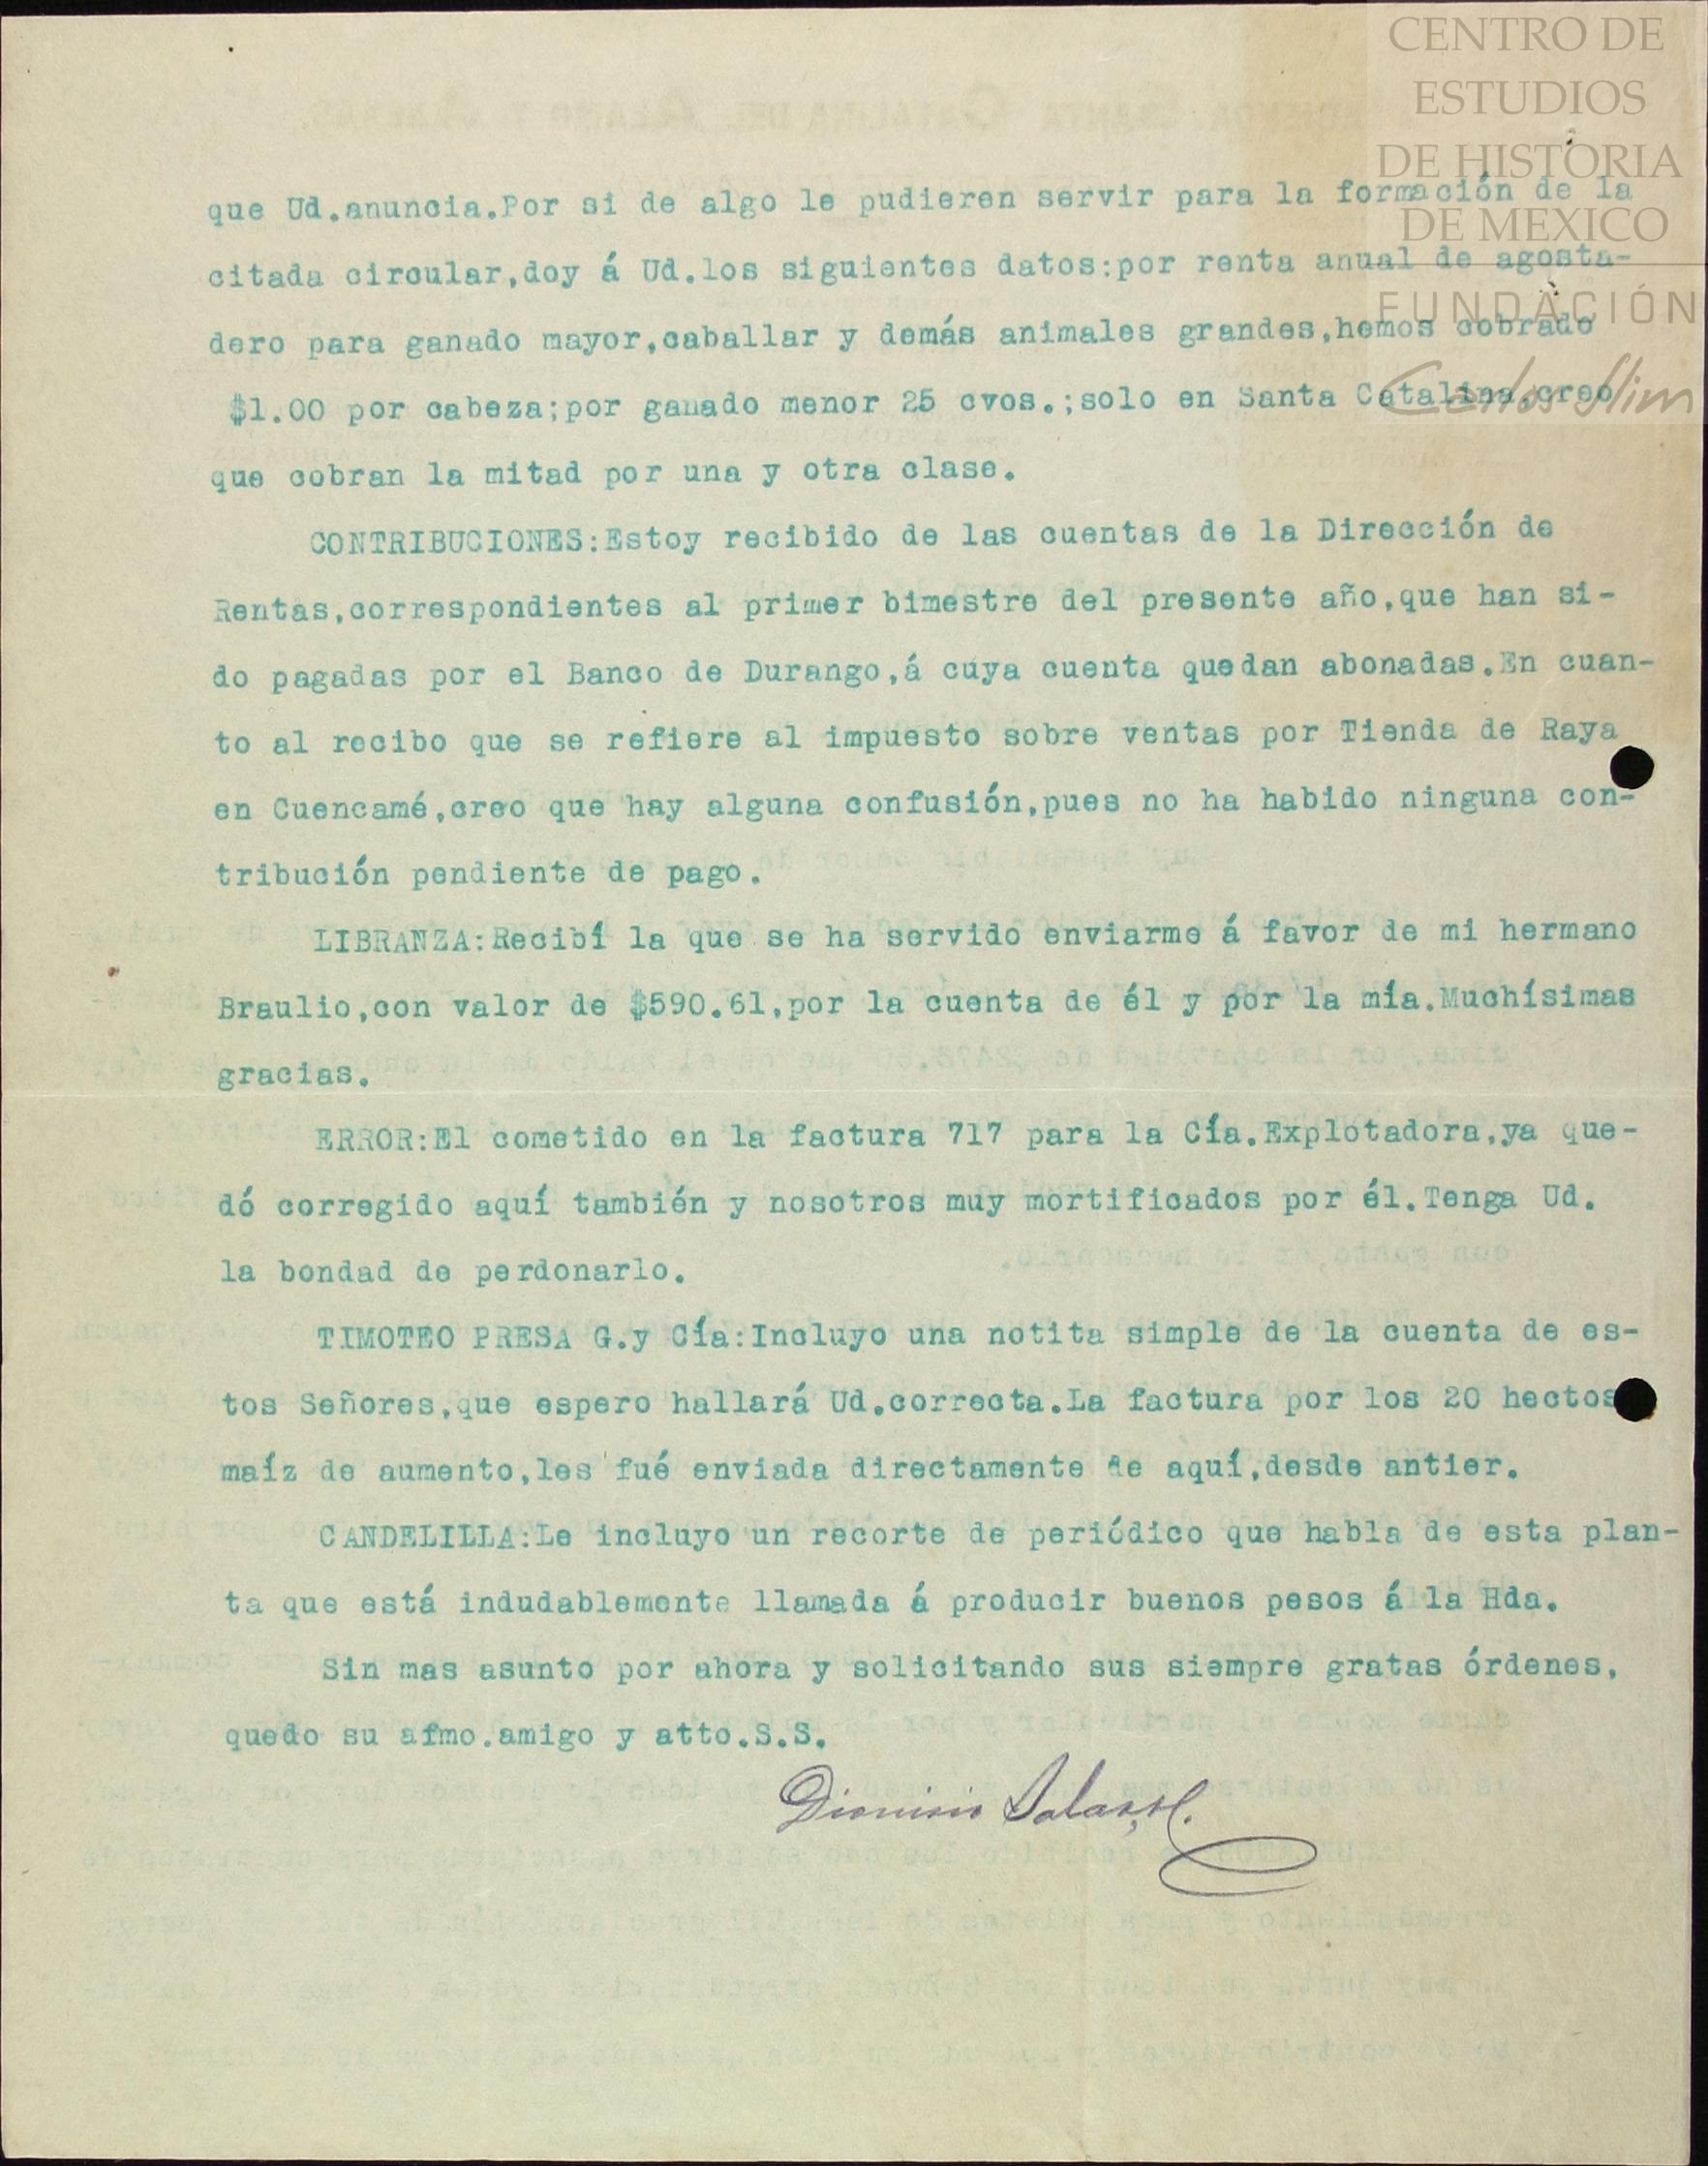 CENTRO DE
ESTUDIOS
DE HISTORIA
DE MEXICO
FUNDACIÓN
Carlos Slim
que Ud.anuncia.Por si de algo le pudieren servir para la formación de la
citada circular,doy á Ud.los siguientes datos:por renta anual de agosta-
dero para ganado mayor,caballar y demás animales grandes,hemos cobrado
$1.00 por cabeza;por ganado menor 25 cvos.;solo en Santa Catalina,creo
que cobran la mitad por una y otra clase.
CONTRIBUCIONES:Estoy recibido de las cuentas de la Dirección de
Rentas,correspondientes al primer bimestre del presente año,que han si-
do pagadas por el Banco de Durango,á cuya cuenta quedan abonadas.En cuan-
to al recibo que se refiere al impuesto sobre ventas por Tienda de Raya
en Cuencamé,creo que hay alguna confusión,pues no ha habido ninguna con-
tribución pendiente de pago.
LIBRANZA:Recibí la que se ha servido enviarme á favor de mi hermano
Braulio,con valor de $590.61,por la cuenta de él y por la mía.Muchísimas
gracias.
ERROR:El cometido en la factura 717 para la Cía.Explotadora,ya que-
dó corregido aquí también y nosotros muy mortificados por él.Tenga Ud.
la bondad de perdonarlo.
TIMOTEO PRESA G.y Cía:Incluyo una notita simple de la cuenta de es-
tos Señores,que espero hallará Ud.correcta.La factura por los 20 hectos
maíz de aumento,les fué enviada directamente de aquí,desde antier.
CANDELILLA:Le incluyo un recorte de periódico que habla de esta plan-
ta que está indudablemente llamada á producir buenos pesos á la Hda.
Sin mas asunto por ahora y solicitando sus siempre gratas órdenes,
quedo su afmo.amigo y atto.S.S.
Dionisio Salas